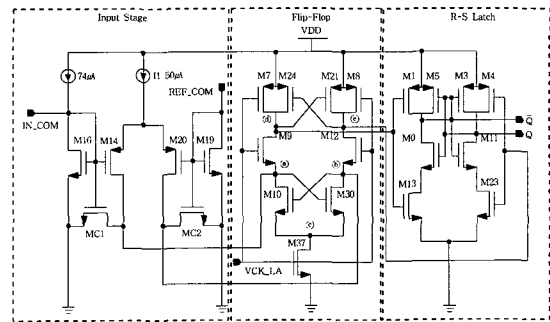 Input Stage
Flip-Flop
R-S Latch
VDD
74μA
I1 50μA
REF_COM
IN_COM
M16
M14
M20
M19
MC1
MC2
M7
M24
M21
M8
(d)
(e)
M9
M12
(a)
(b)
M10
M30
(c)
M37
VCK_LA
M1
M5
M3
M4
Q̄
Q
M0
M11
M13
M23